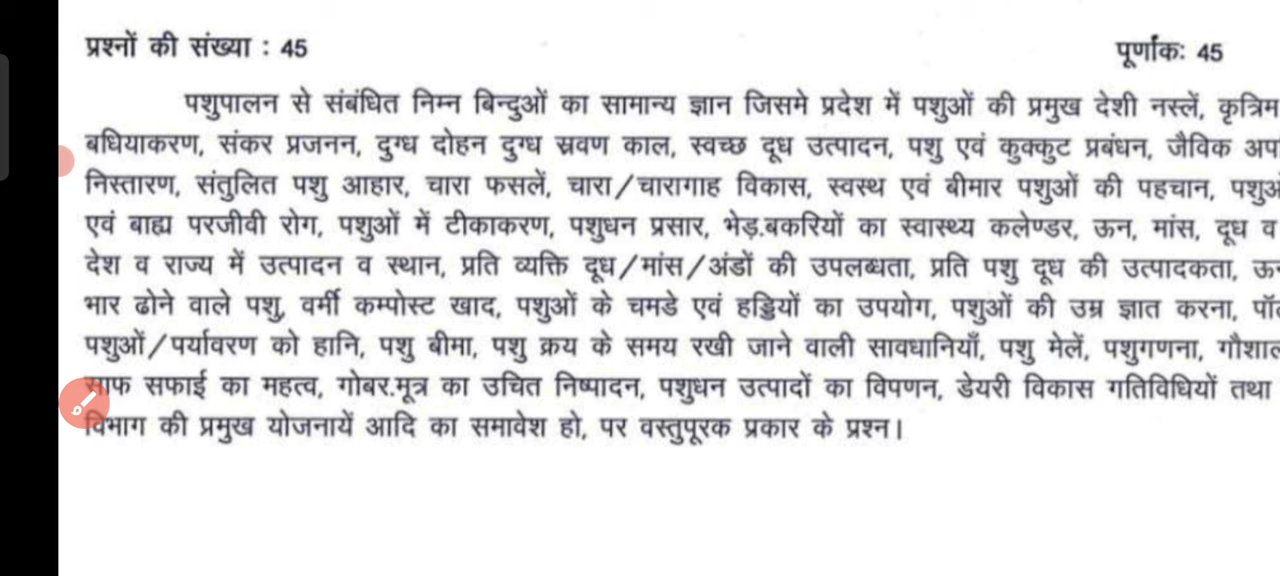 प्रश्नों की संख्या : 45 पूर्णांकः 45
पशुपालन से संबंधित निम्न बिन्दुओं का सामान्य ज्ञान जिसमे प्रदेश में पशुओं की प्रमुख देशी नस्लें, कृत्रिम
बधियाकरण, संकर प्रजनन, दुग्ध दोहन दुग्ध स्रवण काल, स्वच्छ दूध उत्पादन, पशु एवं कुक्कुट प्रबंधन, जैविक अप
निस्तारण, संतुलित पशु आहार, चारा फसलें, चारा/चारागाह विकास, स्वस्थ एवं बीमार पशुओं की पहचान,
एवं बाह्य परजीवी रोग, पशुओं में टीकाकरण, पशुधन प्रसार, भेड़.बकरियों का स्वास्थ्य कलेण्डर, ऊन, मांस, दूध व
देश व राज्य में उत्पादन व स्थान, प्रति व्यक्ति दूध/मांस/अंडों की उपलब्धता, प्रति पशु दूध की उत्पादकता,
भार ढोने वाले पशु, वर्मी कम्पोस्ट खाद, पशुओं के चमडे एवं हड्डियों का उपयोग, पशुओं की उम्र ज्ञात करना,
पशुओं/पर्यावरण को हानि, पशु बीमा, पशु क्रय के समय रखी जाने वाली सावधानियाँ, पशु मेलें, पशुगणना,
साफ सफाई का महत्व, गोबर.मूत्र का उचित निष्पादन, पशुधन उत्पादों का विपणन, डेयरी विकास गतिविधियों तथा
विभाग की प्रमुख योजनायें आदि का समावेश हो, पर वस्तुपूरक प्रकार के प्रश्न।